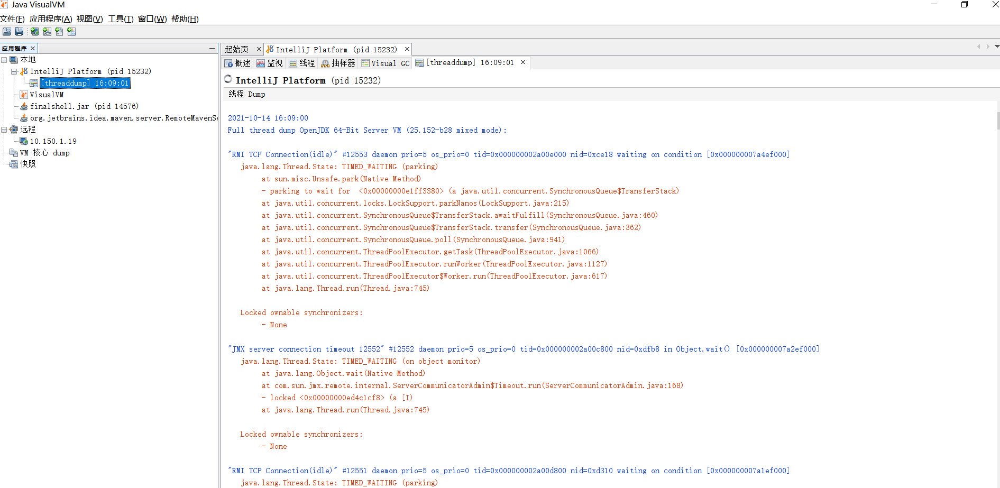 Java VisualVM
文件(F) 应用程序(A) 视图(V) 工具(T) 窗口(W) 帮助(H)
应用程序
本地
IntelliJ Platform (pid 15232)
[threaddump] 16:09:01
VisualVM
finalshell.jar (pid 14576)
org.jetbrains.idea.maven.server.RemoteMavenSe
远程
10.150.1.19
VM 核心 dump
快照
起始页 IntelliJ Platform (pid 15232)
概述 监视 线程 抽样器 Visual GC [threaddump] 16:09:01
IntelliJ Platform (pid 15232)
线程 Dump
2021-10-14 16:09:00
Full thread dump OpenJDK 64-Bit Server VM (25.152-b28 mixed mode):
"RMI TCP Connection(idle)" #12553 daemon prio=5 os_prio=0 tid=0x000000002a00e000 nid=0xce18 waiting on condition [0x000000007a4ef000]
java.lang.Thread.State: TIMED_WAITING (parking)
at sun.misc.Unsafe.park(Native Method)
- parking to wait for <0x00000000e1ff3380> (a java.util.concurrent.SynchronousQueue$TransferStack)
at java.util.concurrent.locks.LockSupport.parkNanos(LockSupport.java:215)
at java.util.concurrent.SynchronousQueue$TransferStack.awaitFulfill(SynchronousQueue.java:460)
at java.util.concurrent.SynchronousQueue$TransferStack.transfer(SynchronousQueue.java:362)
at java.util.concurrent.SynchronousQueue.poll(SynchronousQueue.java:941)
at java.util.concurrent.ThreadPoolExecutor.getTask(ThreadPoolExecutor.java:1066)
at java.util.concurrent.ThreadPoolExecutor.runWorker(ThreadPoolExecutor.java:1127)
at java.util.concurrent.ThreadPoolExecutor$Worker.run(ThreadPoolExecutor.java:617)
at java.lang.Thread.run(Thread.java:745)
Locked ownable synchronizers:
- None
"JMX server connection timeout 12552" #12552 daemon prio=5 os_prio=0 tid=0x000000002a00c800 nid=0xdfb8 in Object.wait() [0x000000007a2ef000]
java.lang.Thread.State: TIMED_WAITING (on object monitor)
at java.lang.Object.wait(Native Method)
at com.sun.jmx.remote.internal.ServerCommunicatorAdmin$Timeout.run(ServerCommunicatorAdmin.java:168)
- locked <0x00000000ed4c1cf8> (a [I)
at java.lang.Thread.run(Thread.java:745)
Locked ownable synchronizers:
- None
"RMI TCP Connection(idle)" #12551 daemon prio=5 os_prio=0 tid=0x000000002a00d800 nid=0xd310 waiting on condition [0x000000007a1ef000]
java.lang.Thread.State: TIMED_WAITING (parking)